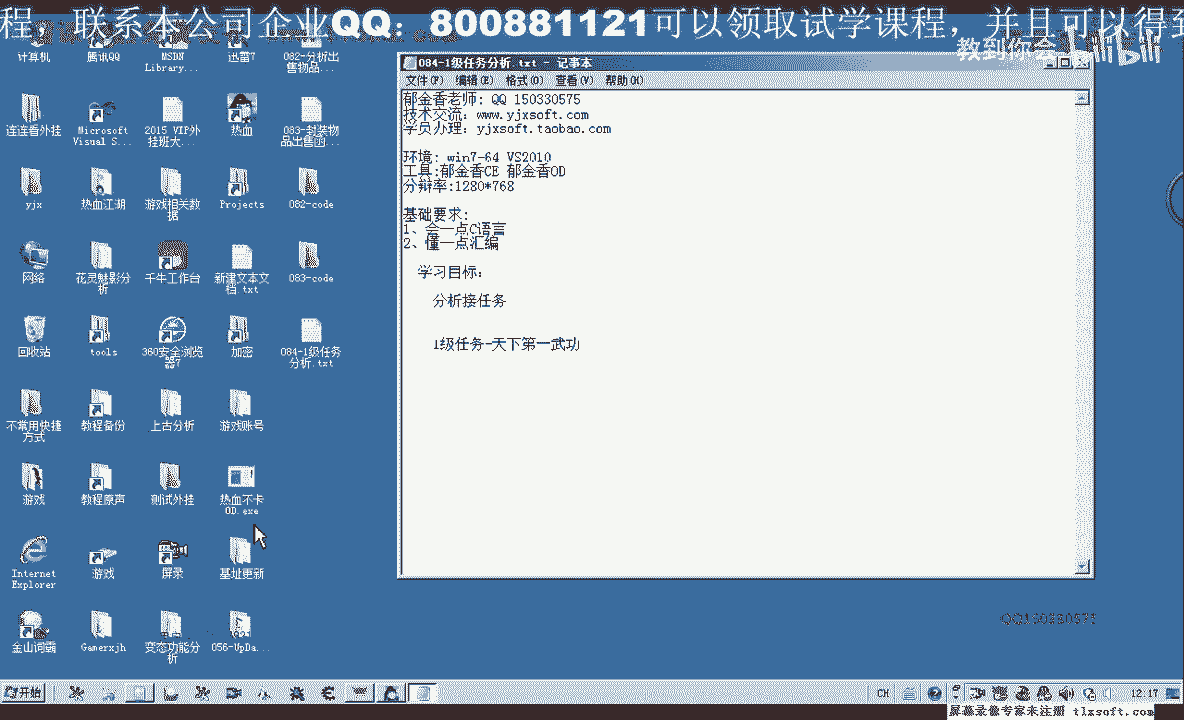 程，联系本公司企业QQ：800881121可以领取试学课程，并且可以得到
教到你会 bilibili
计算机
腾讯QQ
MSDN Library...
迅雷7
082-分析出售物品...
连连看外挂
Microsoft Visual S...
2015 VIP外挂班大...
热血
083-封装物品出售函...
yjx
热血江湖
游戏相关数据
Projects
082-code
网络
花灵魅影分析
千牛工作台
新建文本文档.txt
083-code
回收站
tools
360安全浏览器7
加密
084-1级任务分析.txt
不常用快捷方式
教程备份
上古分析
游戏账号
游戏
教程原声
测试外挂
热血不卡OD.exe
Internet Explorer
游戏
屏录
基址更新
金山词霸
Gamerxjh
变态功能分析
056-UpDa...
084-1级任务分析.txt - 记事本
文件(F) 编辑(E) 格式(O) 查看(V) 帮助(H)
郁金香老师: QQ 150330575
技术交流: www.yjxsoft.com
学员办理: yjxsoft.taobao.com
环境: win7-64 VS2010
工具:郁金香CE 郁金香OD
分辩率:1280*768
基础要求:
1、会一点C语言
2、懂一点汇编
学习目标:
分析接任务
1级任务-天下第一武功
QQ150330575
开始
CH
12:17
屏幕录像专家未注册 tlxsoft.com